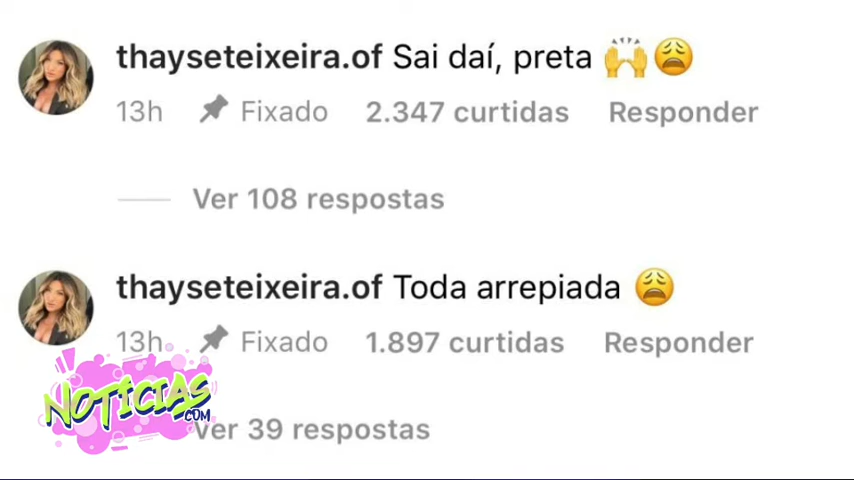 thayseteixeira.of Sai daí, preta 🙌😩
13h Fixado 2.347 curtidas Responder
Ver 108 respostas
thayseteixeira.of Toda arrepiada 😩
13h Fixado 1.897 curtidas Responder
NOTICIAS
.COM
Ver 39 respostas